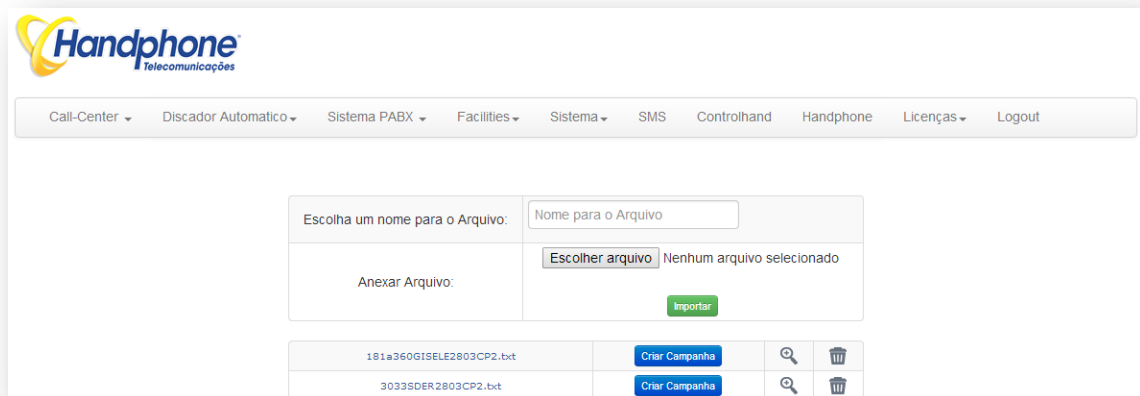 Handphone
Telecomunicações
Call-Center Discador Automatico Sistema PABX Facilities Sistema SMS Controlhand Handphone Licenças Logout
Escolha um nome para o Arquivo: Nome para o Arquivo
Anexar Arquivo: Escolher arquivo Nenhum arquivo selecionado
Importar
181a360GISELE2803CP2.txt Criar Campanha
3033SDER2803CP2.txt Criar Campanha